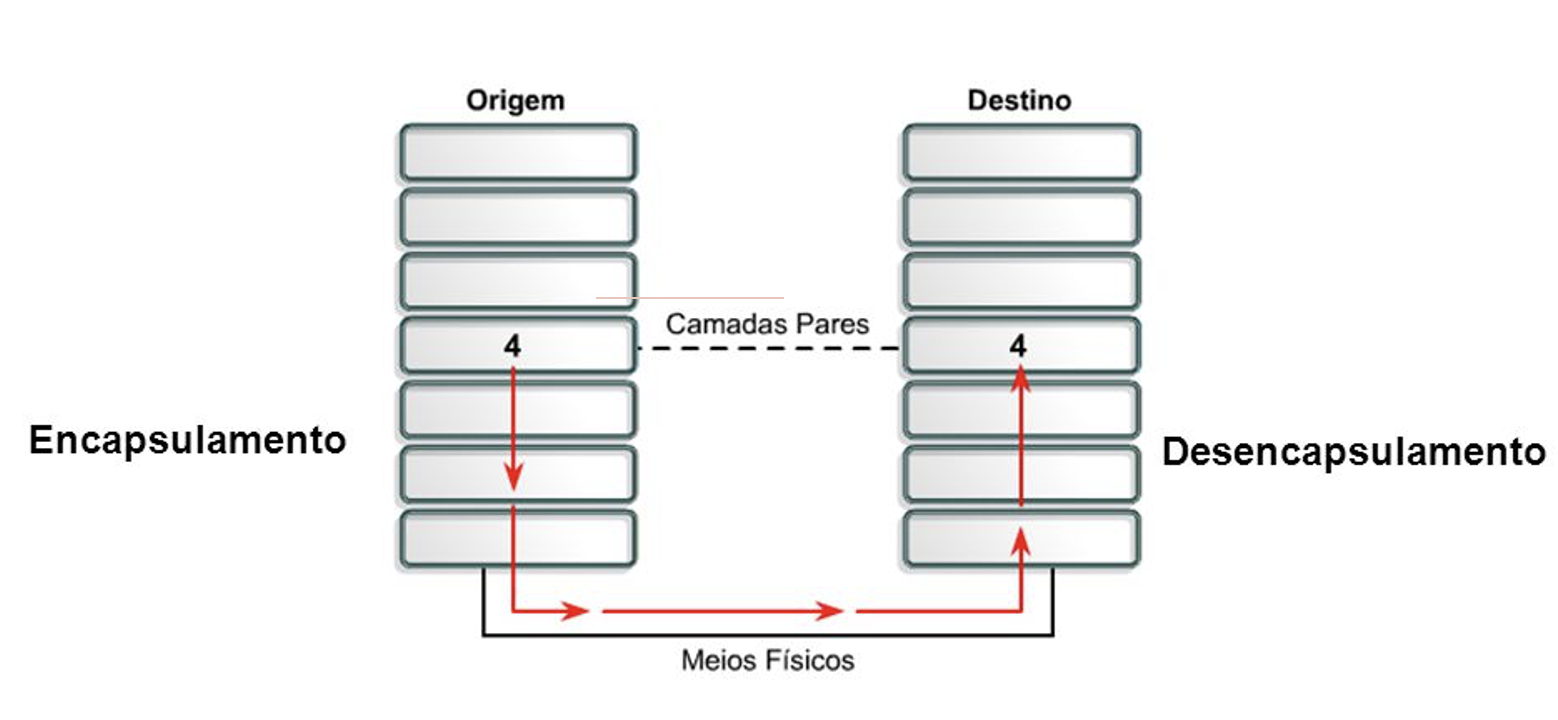 Origem
Destino
Camadas Pares
4
4
Encapsulamento
Desencapsulamento
Meios Físicos